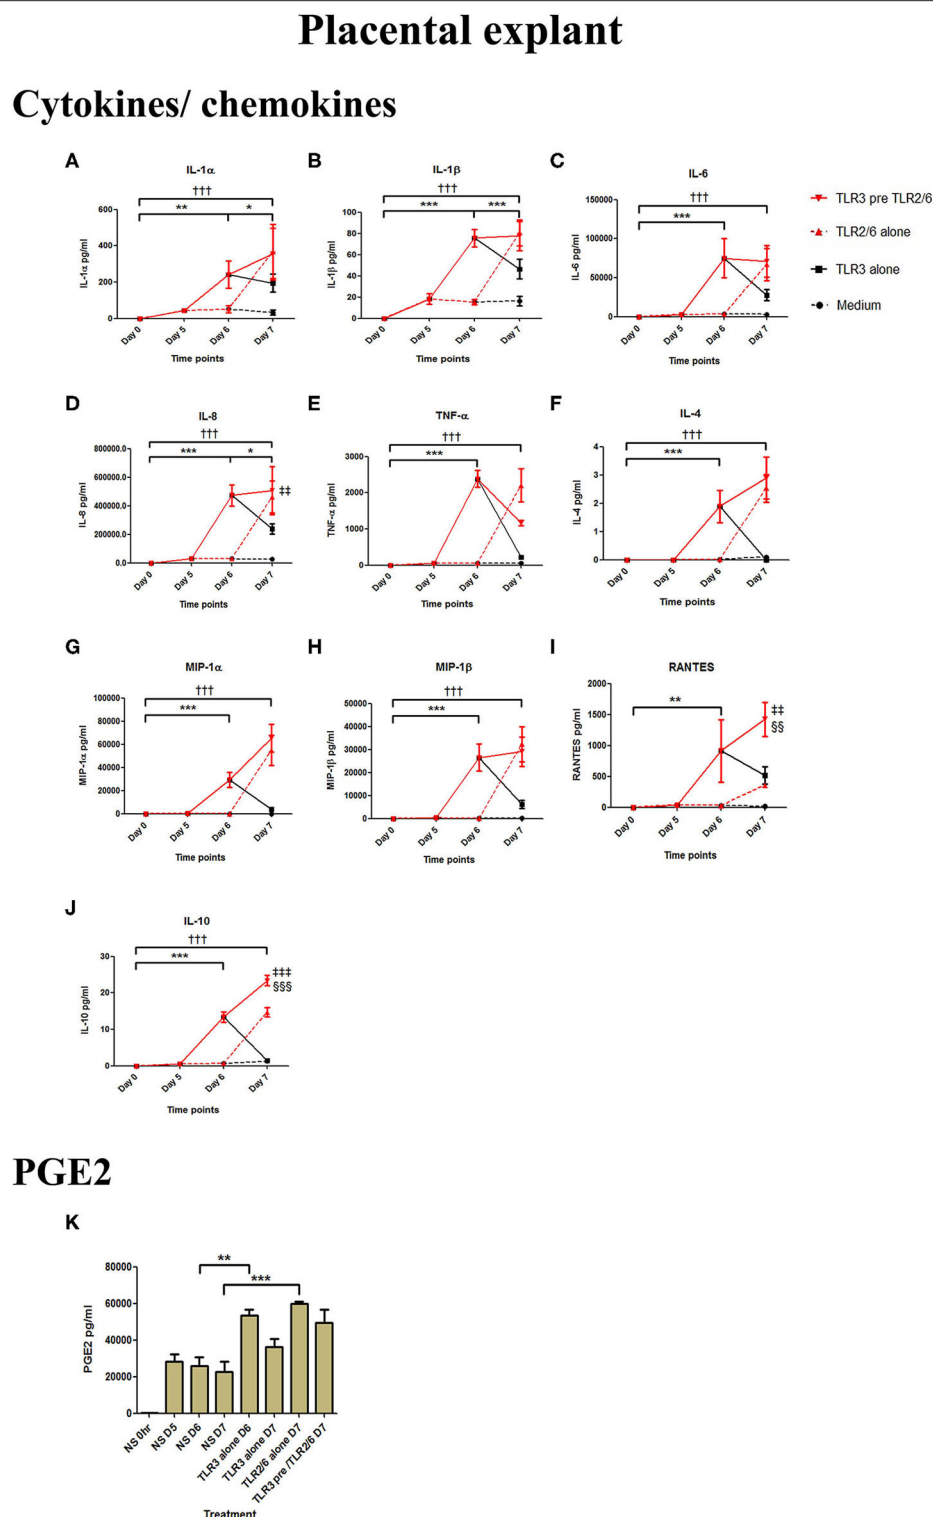 Placental explant
Cytokines/ chemokines
A
IL-1α
†††
** *
IL-1α pg/ml
600
400
200
0
Day 0 Day 5 Day 6 Day 7
Time points
B
IL-1β
†††
*** ***
IL-1β pg/ml
100
80
60
40
20
0
Day 0 Day 5 Day 6 Day 7
Time points
C
IL-6
†††
***
IL-6 pg/ml
150000
100000
50000
0
Day 0 Day 5 Day 6 Day 7
Time points
TLR3 pre TLR2/6
TLR2/6 alone
TLR3 alone
Medium
D
IL-8
†††
*** *
‡‡
IL-8 pg/ml
800000.0
600000.0
400000.0
200000.0
0.0
Day 0 Day 5 Day 6 Day 7
Time points
E
TNF-α
†††
***
TNF-α pg/ml
3000
2000
1000
0
Day 0 Day 5 Day 6 Day 7
Time points
F
IL-4
†††
***
IL-4 pg/ml
4
3
2
1
0
Day 0 Day 5 Day 6 Day 7
Time points
G
MIP-1α
†††
***
MIP-1α pg/ml
100000
80000
60000
40000
20000
0
Day 0 Day 5 Day 6 Day 7
Time points
H
MIP-1β
†††
***
MIP-1β pg/ml
50000
40000
30000
20000
10000
0
Day 0 Day 5 Day 6 Day 7
Time points
I
RANTES
**
‡‡
§§
RANTES pg/ml
2000
1500
1000
500
0
Day 0 Day 5 Day 6 Day 7
Time points
J
IL-10
†††
***
‡‡‡
§§§
IL-10 pg/ml
30
20
10
0
Day 0 Day 5 Day 6 Day 7
Time points
PGE2
K
**
***
PGE2 pg/ml
80000
60000
40000
20000
0
NS 0hr
NS D5
NS D6
NS D7
TLR3 alone D6
TLR3 alone D7
TLR2/6 alone D7
TLR3 pre /TLR2/6 D7
Treatment